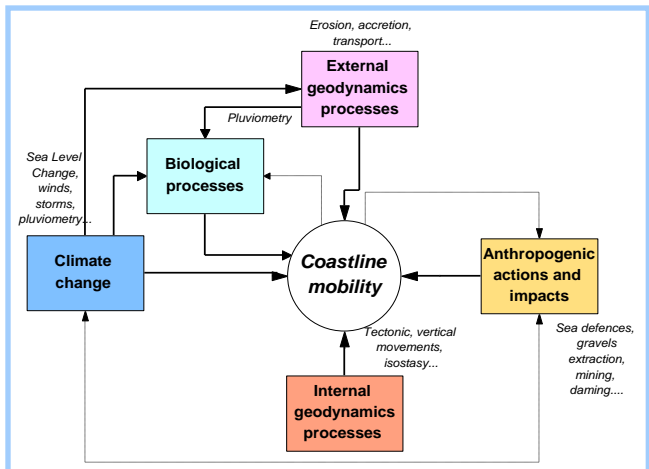 Erosion, accretion,
transport...
External
geodynamics
processes
Pluviometry
Biological
processes
Sea Level
Change,
winds,
storms,
pluviometry...
Climate
change
Coastline
mobility
Anthropogenic
actions and
impacts
Tectonic, vertical
movements,
isostasy...
Sea defences,
gravels
extraction,
mining,
daming....
Internal
geodynamics
processes